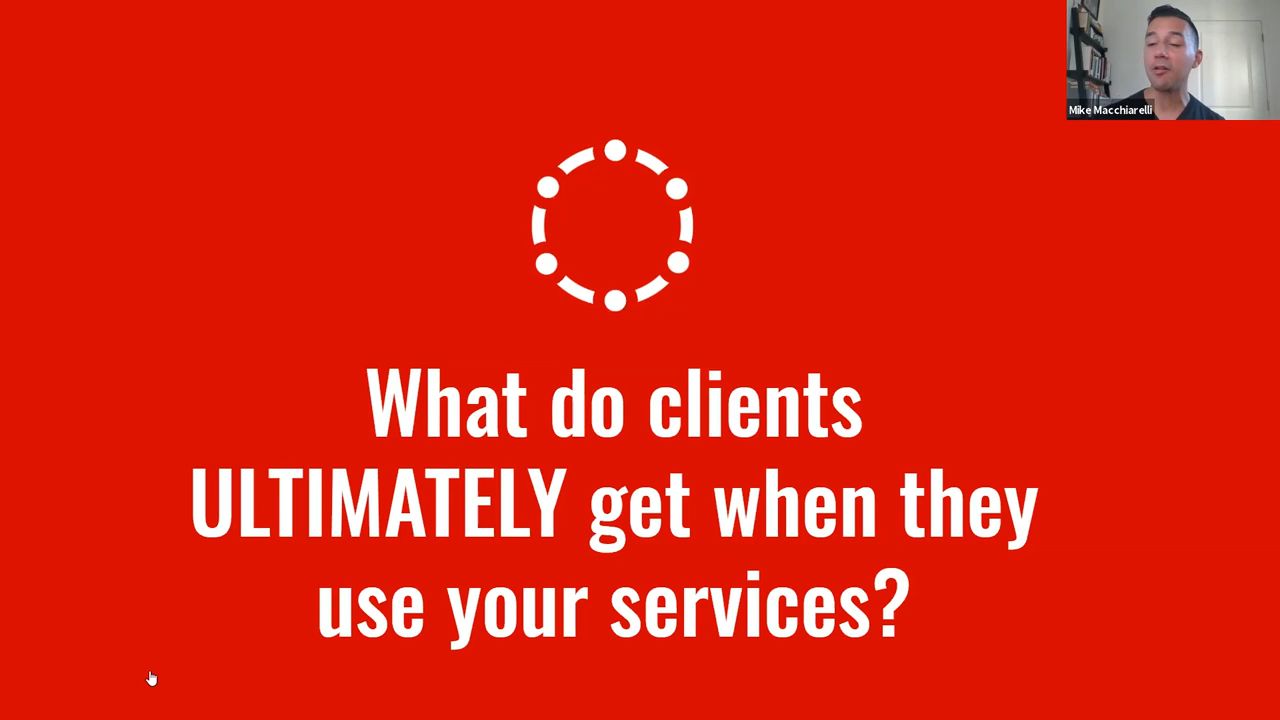 Mike Macchiarelli
What do clients
ULTIMATELY get when they
use your services?